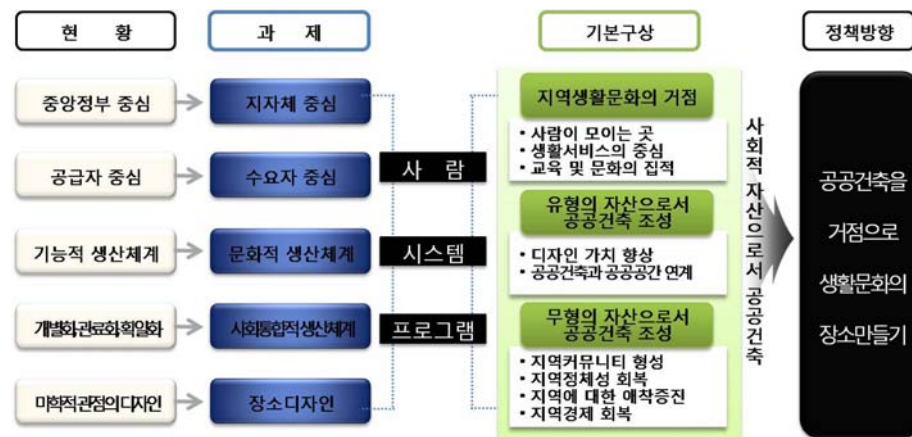 현 황
과 제
기본구상
정책방향
중앙정부 중심
지자체 중심
공급자 중심
수요자 중심
기능적 생산체계
문화적 생산체계
개별화·관료화·획일화
사회통합적 생산체계
미학적 관점의 디자인
장소디자인
사 람
시스템
프로그램
지역생활문화의 거점
• 사람이 모이는 곳
• 생활서비스의 중심
• 교육 및 문화의 집적
유형의 자산으로서
공공건축 조성
• 디자인 가치 향상
• 공공건축과 공공공간 연계
무형의 자산으로서
공공건축 조성
• 지역커뮤니티 형성
• 지역정체성 회복
• 지역에 대한 애착증진
• 지역경제 회복
사회적 자산으로서 공공건축
공공건축을
거점으로
생활문화의
장소만들기